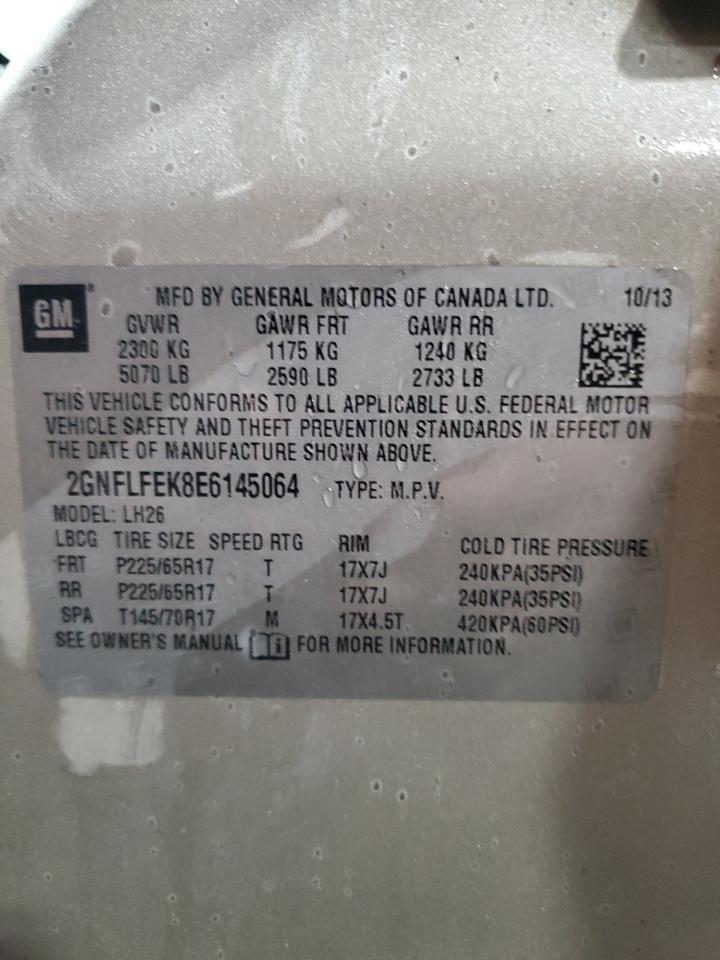 GM® MFD BY GENERAL MOTORS OF CANADA LTD. 10/13
GVWR GAWR FRT GAWR RR
2300 KG 1175 KG 1240 KG
5070 LB 2590 LB 2733 LB
THIS VEHICLE CONFORMS TO ALL APPLICABLE U.S. FEDERAL MOTOR
VEHICLE SAFETY AND THEFT PREVENTION STANDARDS IN EFFECT ON
THE DATE OF MANUFACTURE SHOWN ABOVE.
2GNFLFEK8E6145064 TYPE: M.P.V.
MODEL: LH26
LBCG TIRE SIZE SPEED RTG RIM COLD TIRE PRESSURE
FRT P225/65R17 T 17X7J 240KPA(35PSI)
RR P225/65R17 T 17X7J 240KPA(35PSI)
SPA T145/70R17 M 17X4.5T 420KPA(60PSI)
SEE OWNER'S MANUAL i FOR MORE INFORMATION.